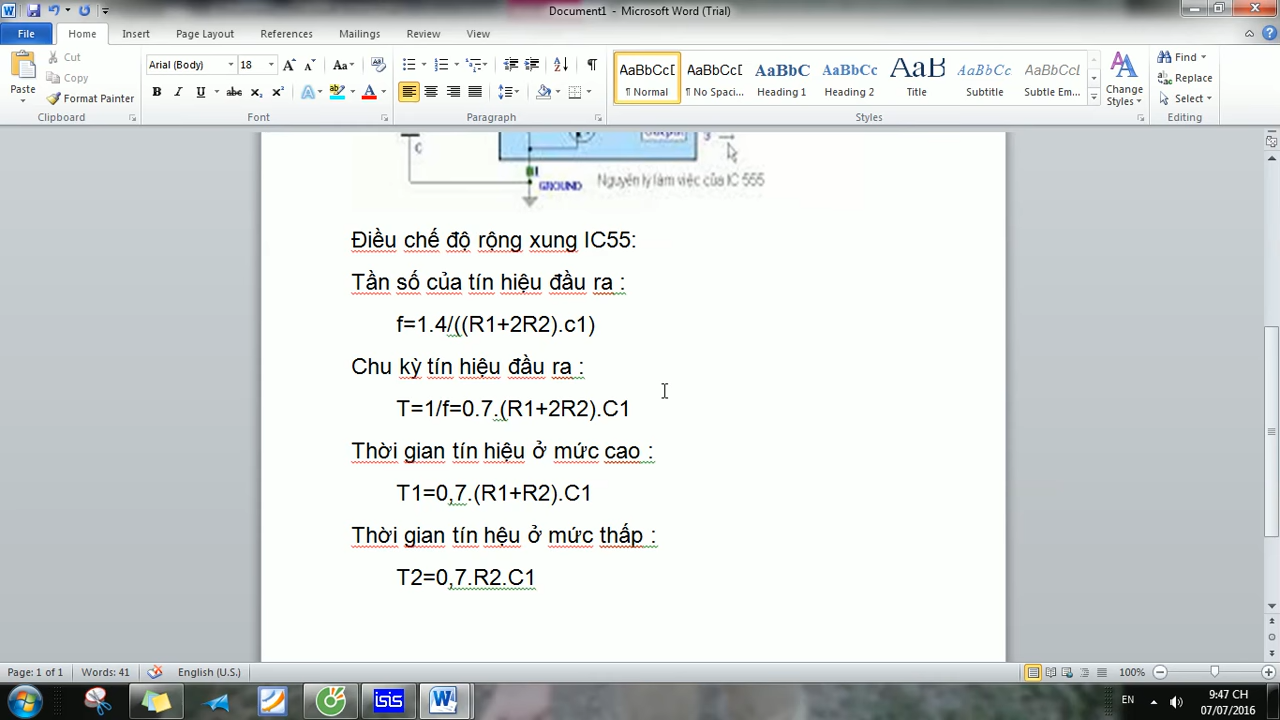 Document1 - Microsoft Word (Trial)
File Home Insert Page Layout References Mailings Review View
Paste
Cut
Copy
Format Painter
Clipboard
Arial (Body) 18
Font
Paragraph
AaBbCcD AaBbCcD AaBbC AaBbCc AaB AaBbCc AaBbCcD
¶ Normal ¶ No Spaci... Heading 1 Heading 2 Title Subtitle Subtle Em...
Change Styles
Styles
Find
Replace
Select
Editing
C
Output
1
GROUND
Nguyên lý làm việc của IC 555
Điều chế độ rộng xung IC55:
Tần số của tín hiệu đầu ra :
f=1.4/((R1+2R2).c1)
Chu kỳ tín hiệu đầu ra :
T=1/f=0.7.(R1+2R2).C1
Thời gian tín hiệu ở mức cao :
T1=0,7.(R1+R2).C1
Thời gian tín hệu ở mức thấp :
T2=0,7.R2.C1
Page: 1 of 1 Words: 41 English (U.S.) 100%
isis
EN
9:47 CH
07/07/2016